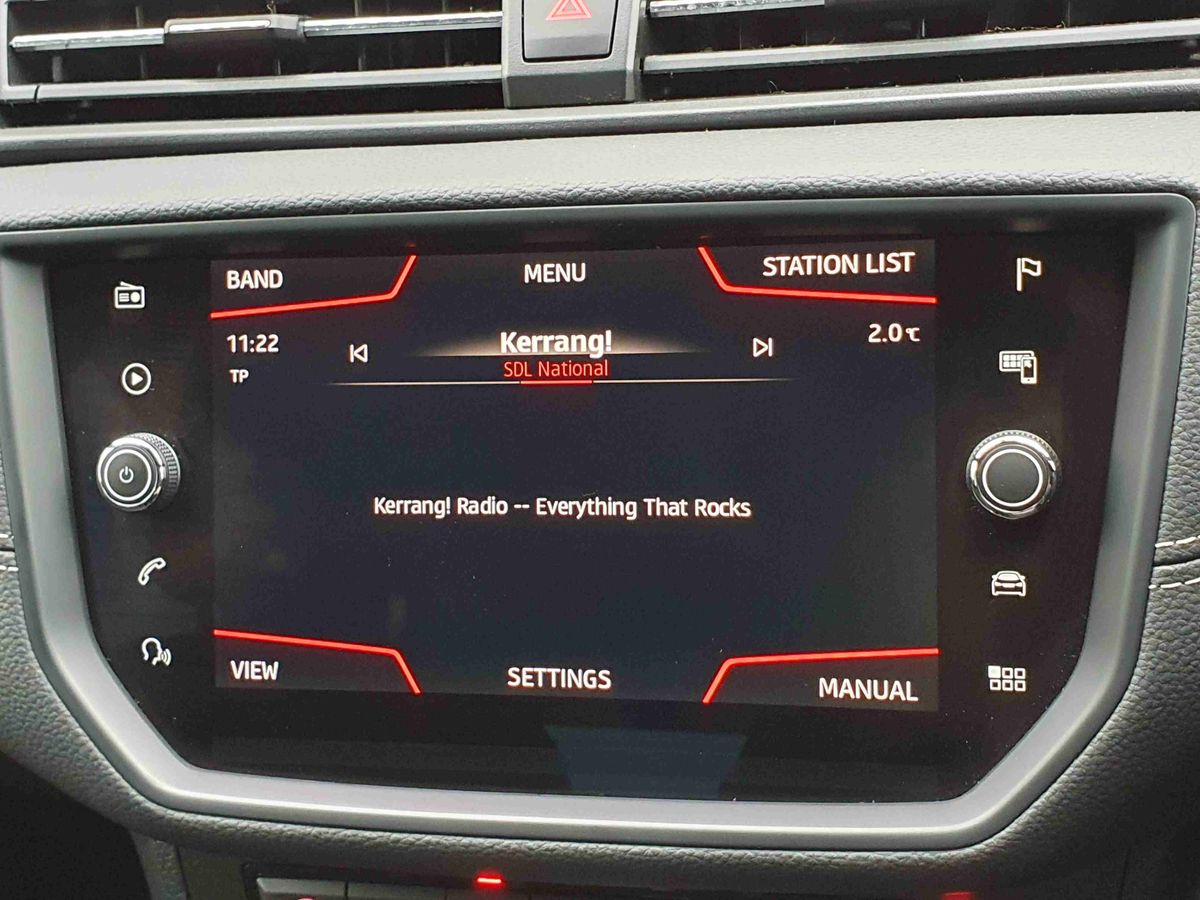 BAND
MENU
STATION LIST
11:22
Kerrang!
2.0 °C
TP
SDL National
Kerrang! Radio -- Everything That Rocks
VIEW
SETTINGS
MANUAL